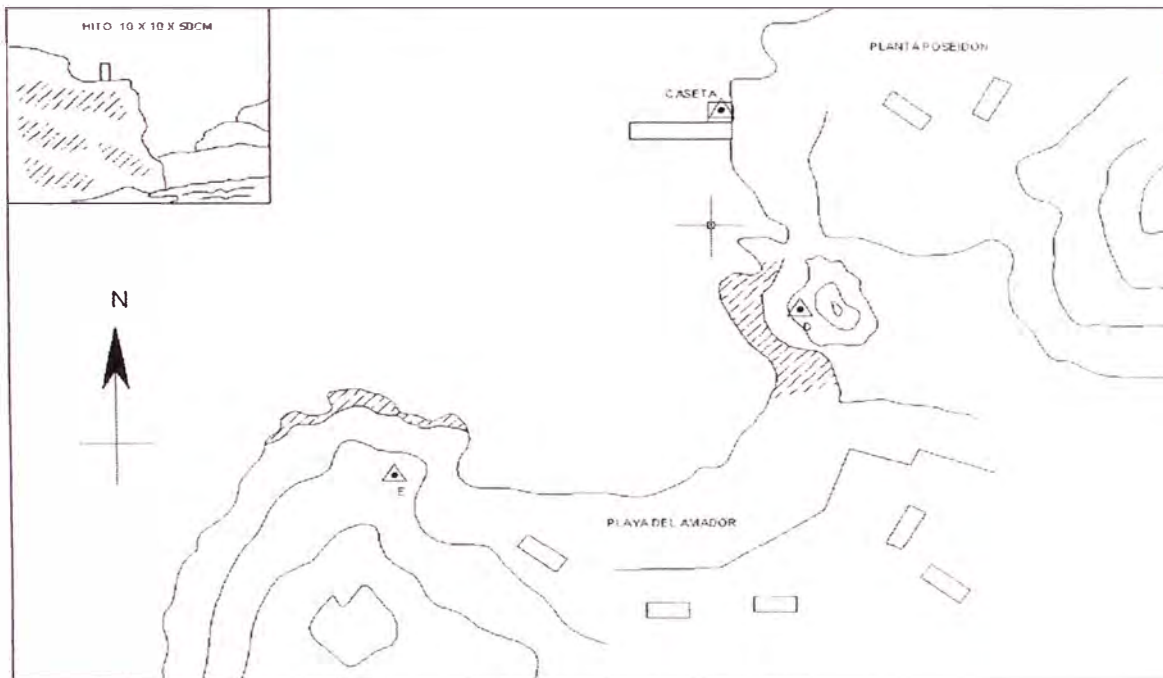 HITO 10 X 10 X 50CM
PLANTA POSEIDON
CASETA
N
E
PLAYA DEL AMADOR